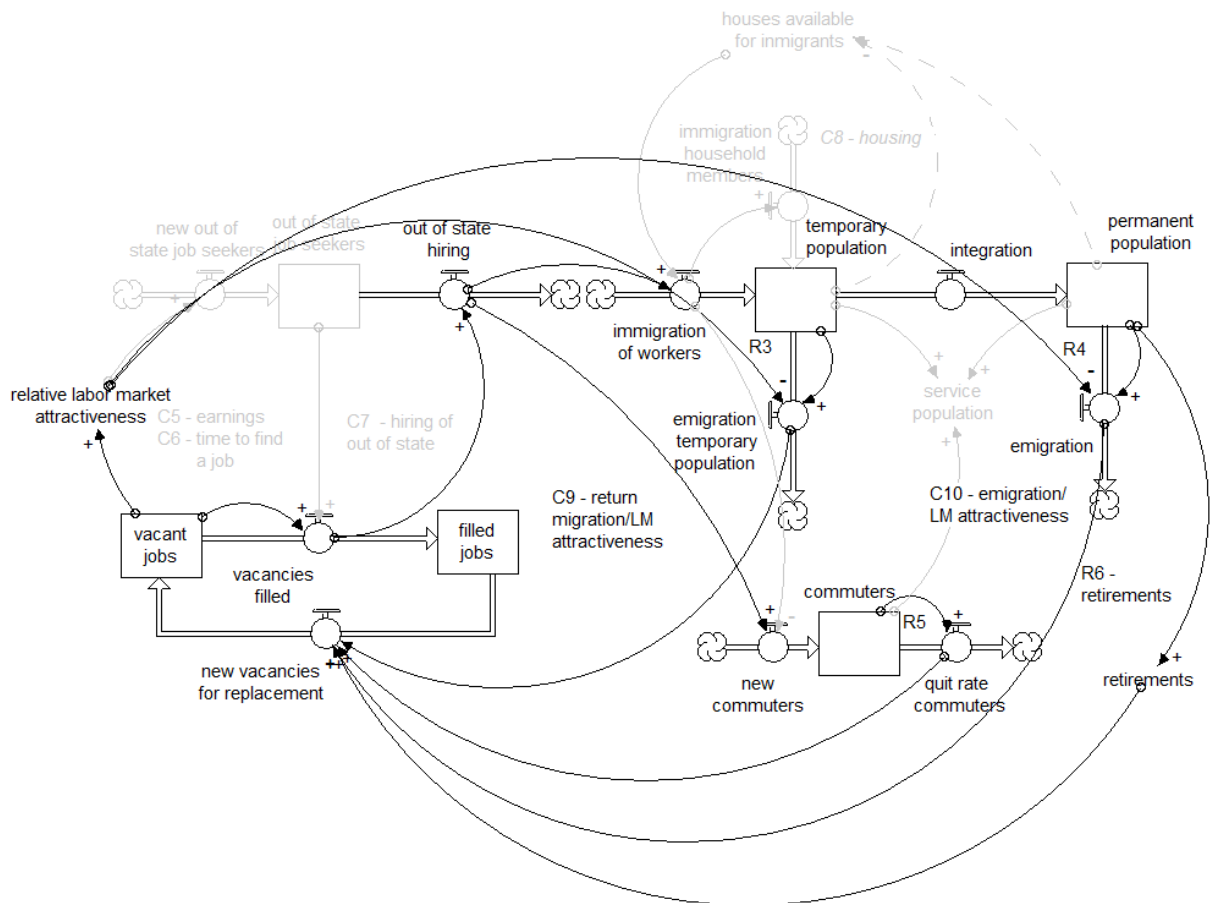 houses available
for inmigrants
immigration
household
members
C8 - housing
+
-
new out of
state job seekers
out of state
job seekers
out of state
hiring
temporary
population
integration
permanent
population
+
+
+
+
immigration
of workers
R3
R4
relative labor market
attractiveness
C5 - earnings
C6 - time to find
a job
C7 - hiring of
out of state
-
+
-
+
+
+
service
population
+
emigration
temporary
population
emigration
+
+
+
vacant
jobs
filled
jobs
vacancies
filled
C9 - return
migration/LM
attractiveness
C10 - emigration/
LM attractiveness
commuters
R5
R6 -
retirements
+
-
+
+++
new vacancies
for replacement
new
commuters
quit rate
commuters
+
retirements